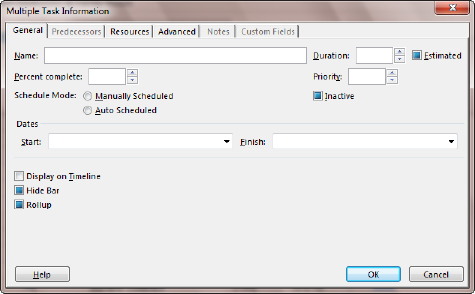 Multiple Task Information
General Predecessors Resources Advanced Notes Custom Fields
Name: Duration: Estimated
Percent complete: Priority:
Schedule Mode: Manually Scheduled Inactive
Auto Scheduled
Dates
Start: Finish:
Display on Timeline
Hide Bar
Rollup
Help OK Cancel